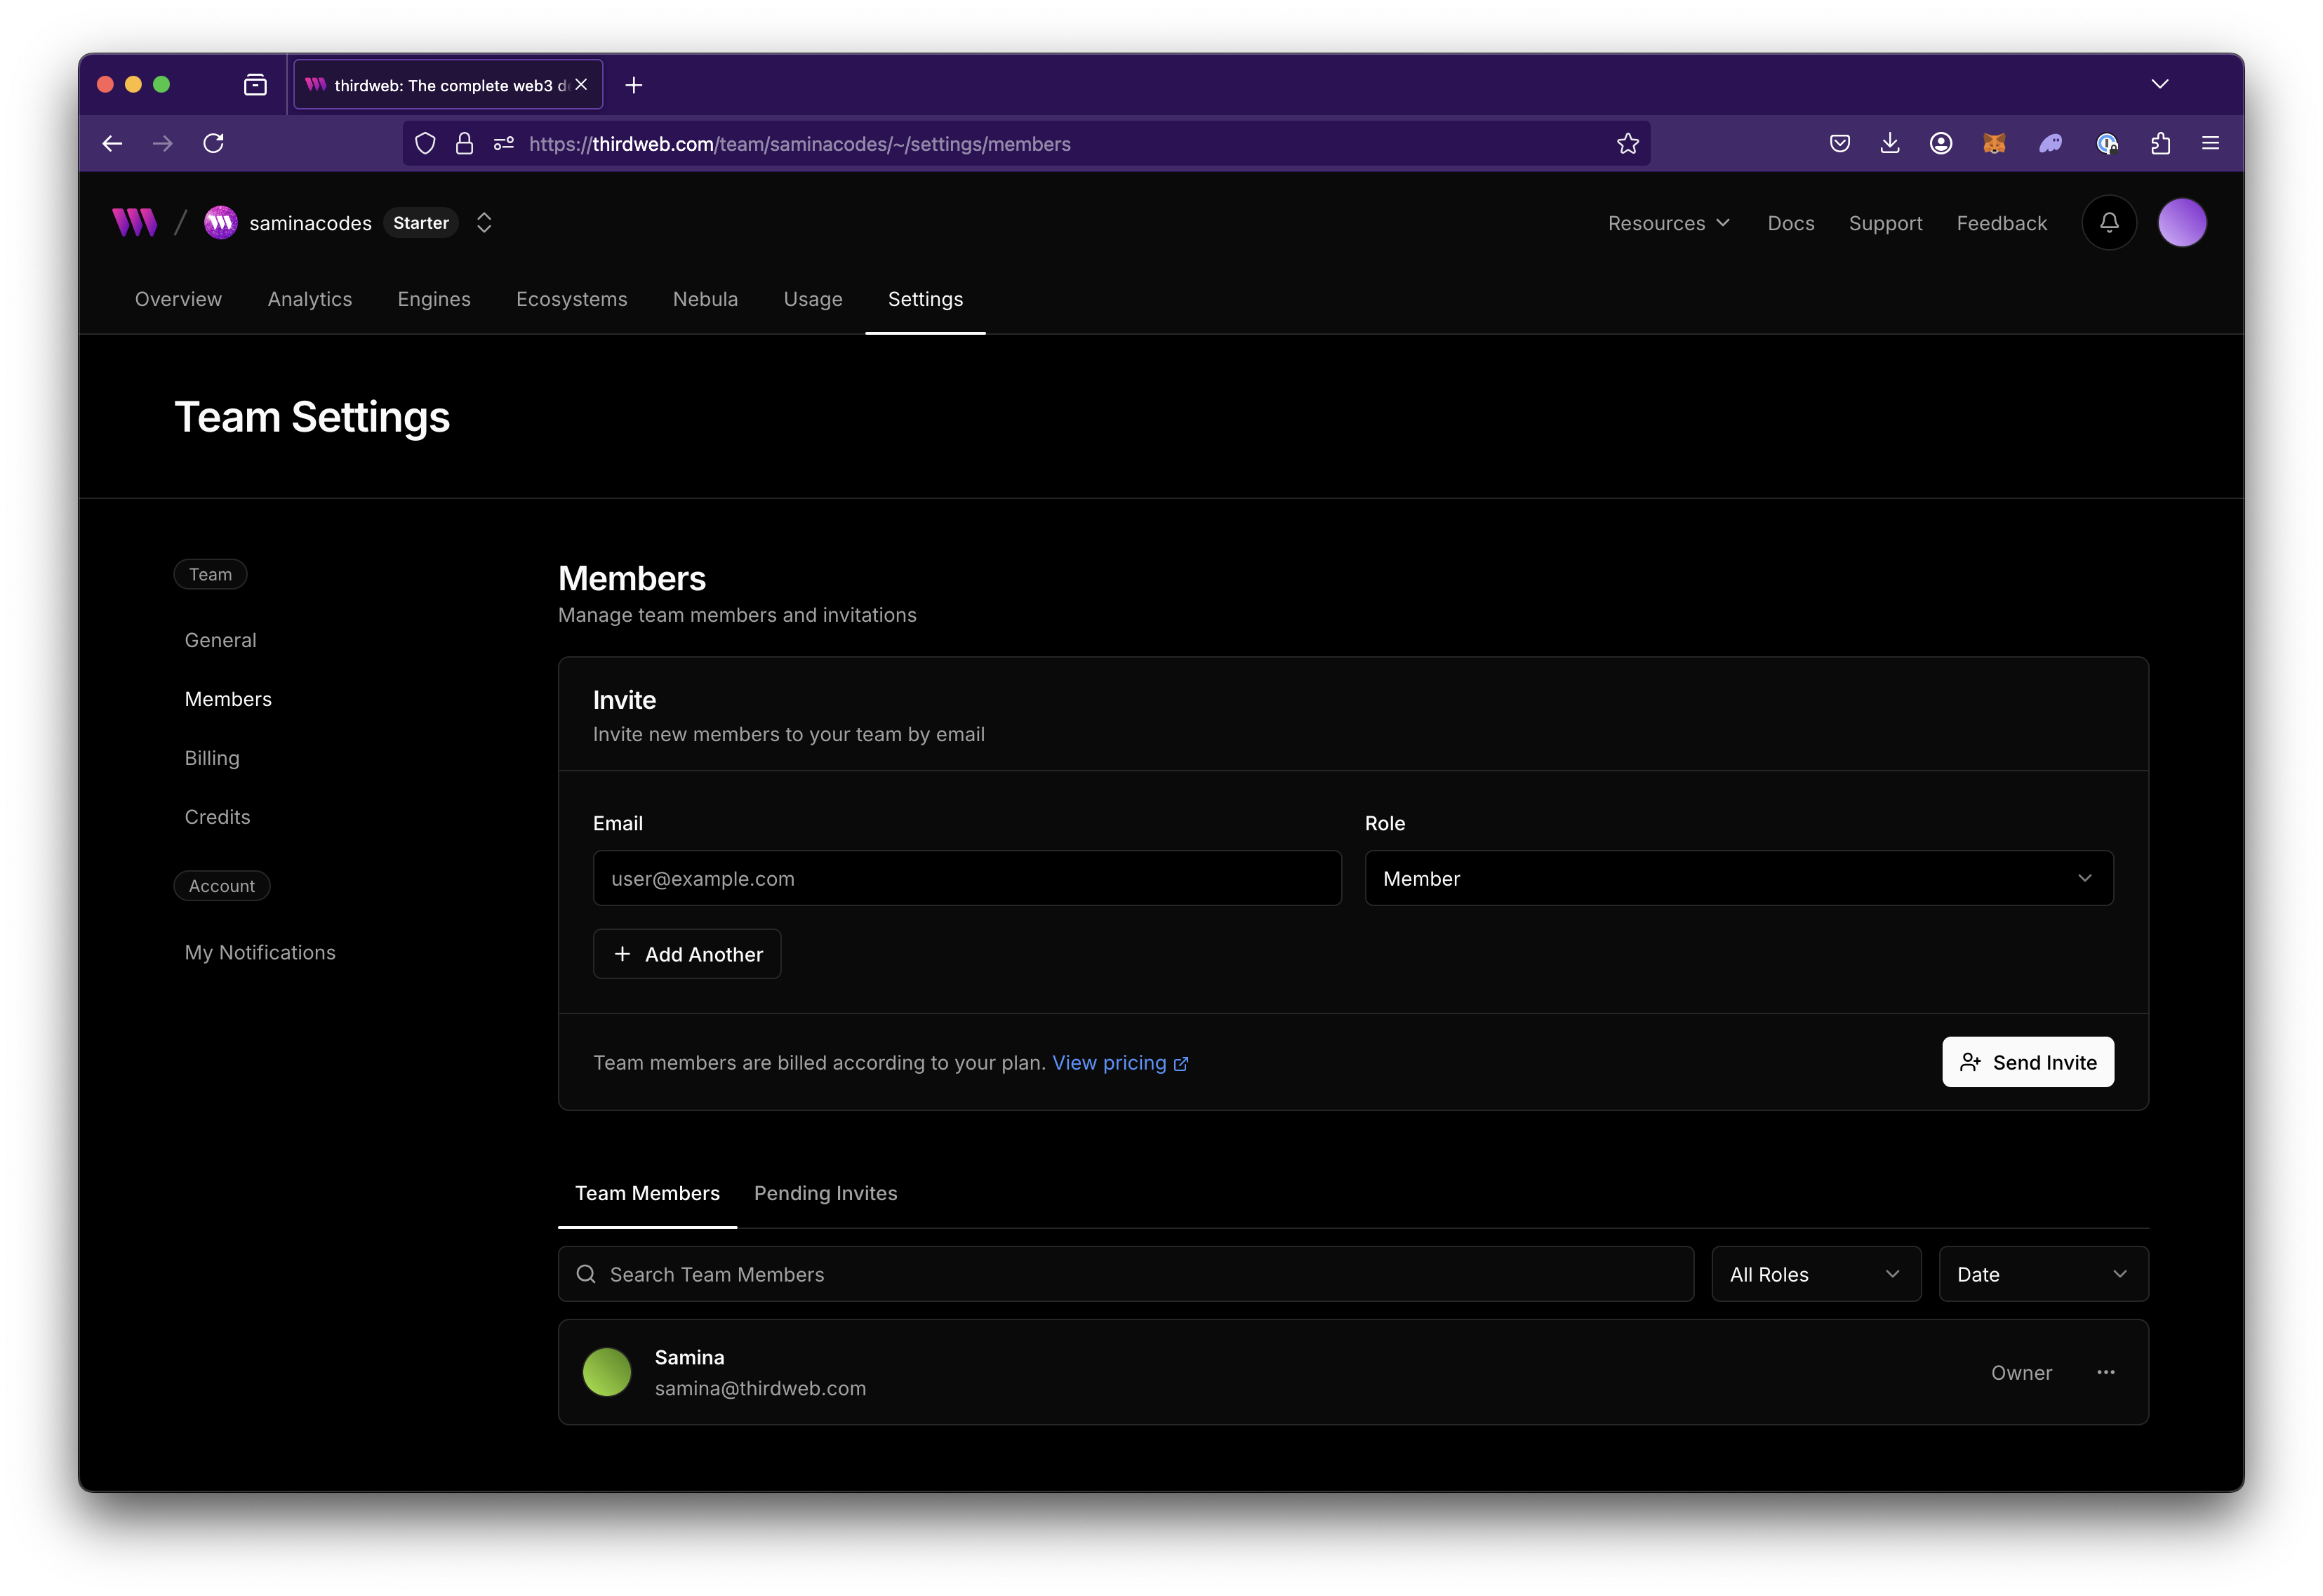 thirdweb: The complete web3 d
https://thirdweb.com/team/saminacodes/~/settings/members
saminacodes Starter
Resources Docs Support Feedback
Overview Analytics Engines Ecosystems Nebula Usage Settings
Team Settings
Team
General
Members
Billing
Credits
Account
My Notifications
Members
Manage team members and invitations
Invite
Invite new members to your team by email
Email Role
user@example.com Member
Add Another
Team members are billed according to your plan. View pricing
Send Invite
Team Members Pending Invites
Search Team Members All Roles Date
Samina
samina@thirdweb.com
Owner